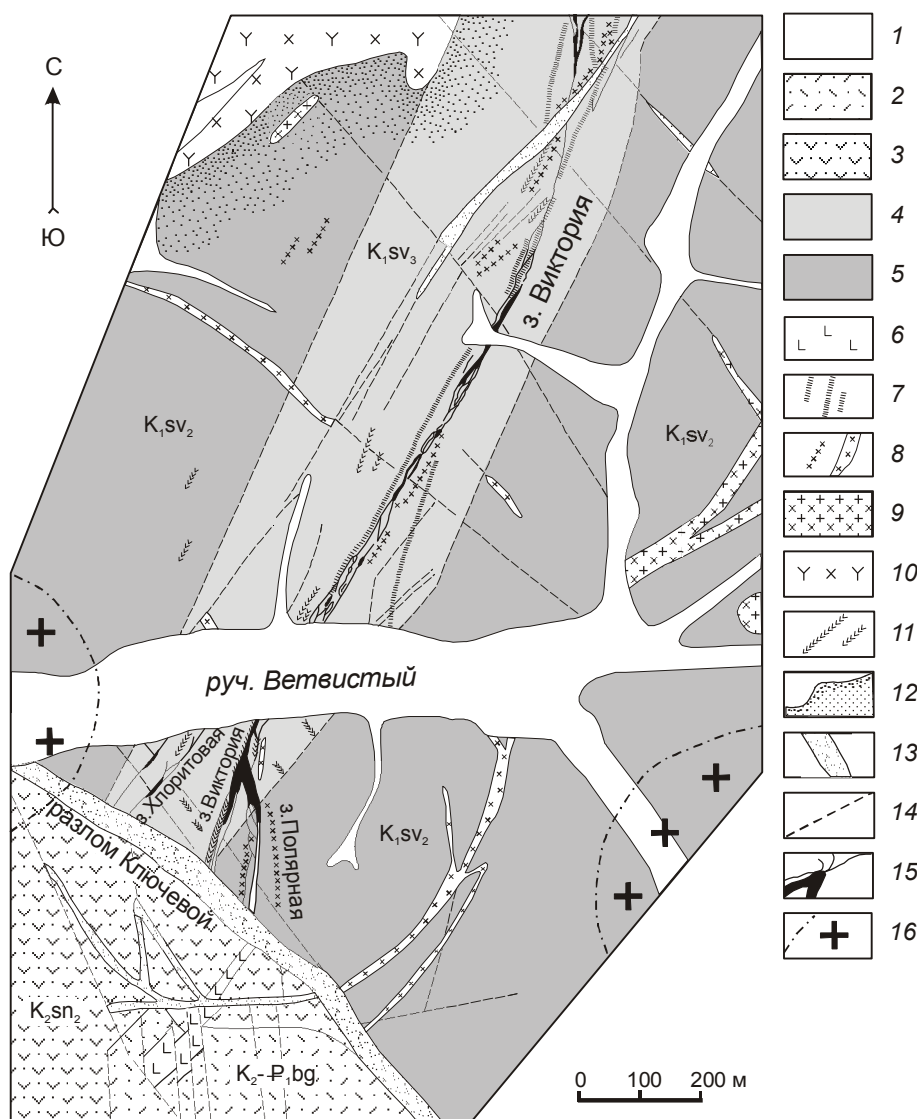 С
Ю
K₁sv₃
з. Виктория
K₁sv₂
K₁sv₂
руч. Ветвистый
з.Хлоритовая
з.Виктория
з.Полярная
K₁sv₂
разлом Ключевой
K₂sn₂
K₂-P₁bg
0 100 200 м
1
2
3
4
5
6
7
8
9
10
11
12
13
14
15
16